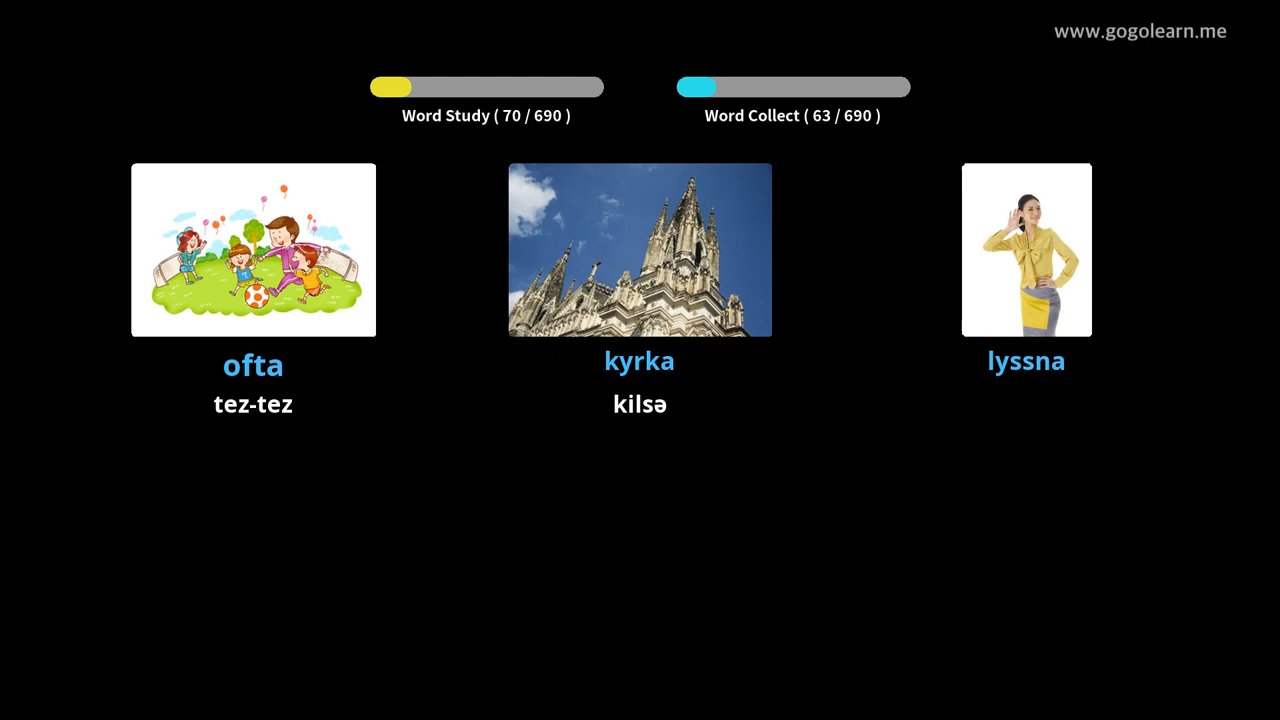 www.gogolearn.me
Word Study ( 70 / 690 )
Word Collect ( 63 / 690 )
ofta
kyrka
lyssna
tez-tez
kilsə